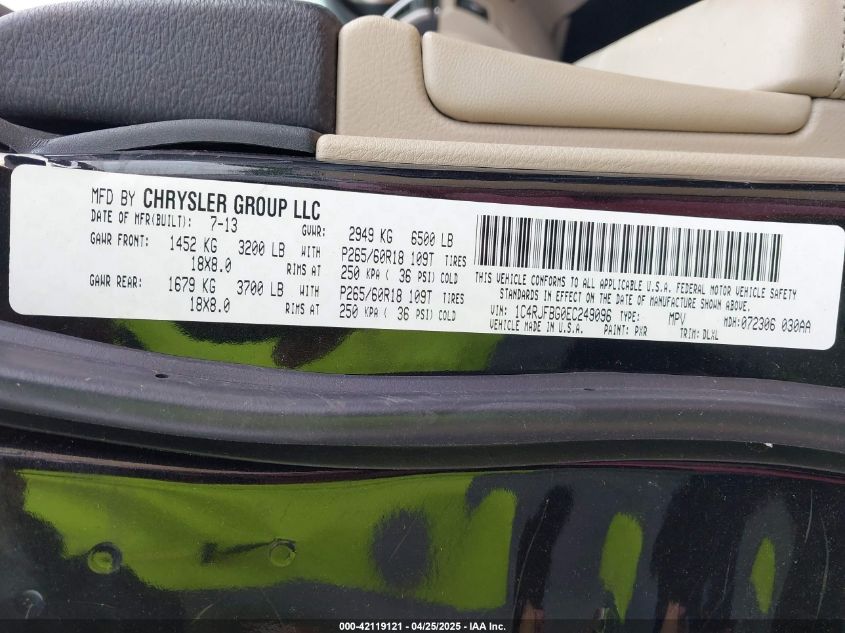 MFD BY CHRYSLER GROUP LLC
DATE OF MFR(BUILT): 7-13 GVWR: 2949 KG 6500 LB
GAWR FRONT: 1452 KG 3200 LB WITH P265/60R18 109T TIRES
18X8.0 RIMS AT 250 KPA ( 36 PSI) COLD
GAWR REAR: 1679 KG 3700 LB WITH P265/60R18 109T TIRES
18X8.0 RIMS AT 250 KPA ( 36 PSI) COLD
THIS VEHICLE CONFORMS TO ALL APPLICABLE U.S.A. FEDERAL MOTOR VEHICLE SAFETY
STANDARDS IN EFFECT ON THE DATE OF MANUFACTURE SHOWN ABOVE.
VIN: 1C4RJFBG0EC249096 TYPE: MPV MDH: 072306 030AA
VEHICLE MADE IN U.S.A. PAINT: PXR TRIM: DLXL
000-42119121 - 04/25/2025 - IAA Inc.